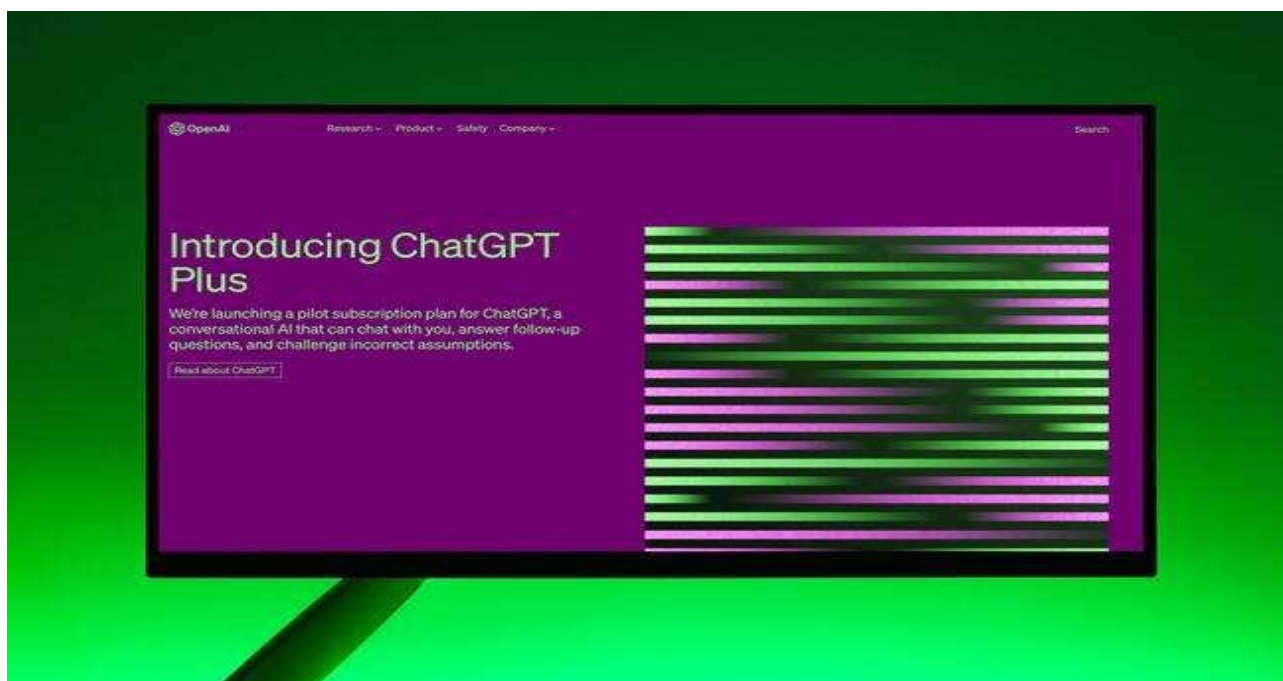 OpenAI
Research Product Safety Company
Search
Introducing ChatGPT
Plus
We're launching a pilot subscription plan for ChatGPT, a
conversational AI that can chat with you, answer follow-up
questions, and challenge incorrect assumptions.
Read about ChatGPT